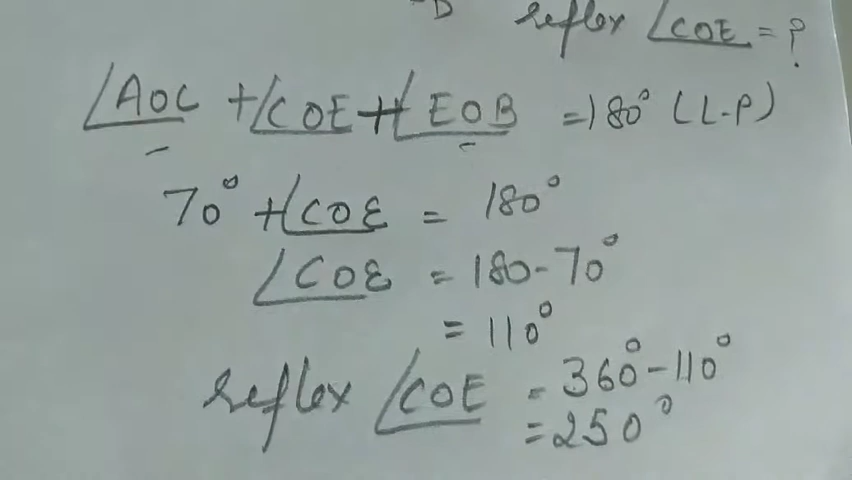 D
reflex ∠COE = ?
∠AOC + ∠COE + ∠EOB = 180° (L-P)
70° + ∠COE = 180°
∠COE = 180 - 70°
= 110°
reflex ∠COE = 360° - 110°
= 250°